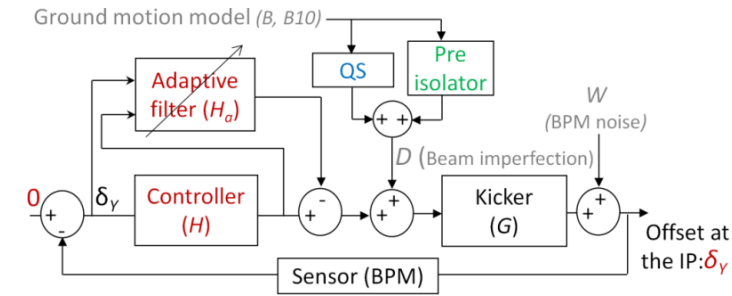 Ground motion model (B, B10)
QS
Pre
isolator
Adaptive
filter (Hₐ)
+ +
W
(BPM noise)
D (Beam imperfection)
0
+
-
δY
Controller
(H)
-
+
+
+
Kicker
(G)
+
+
Offset at
the IP:δY
Sensor (BPM)